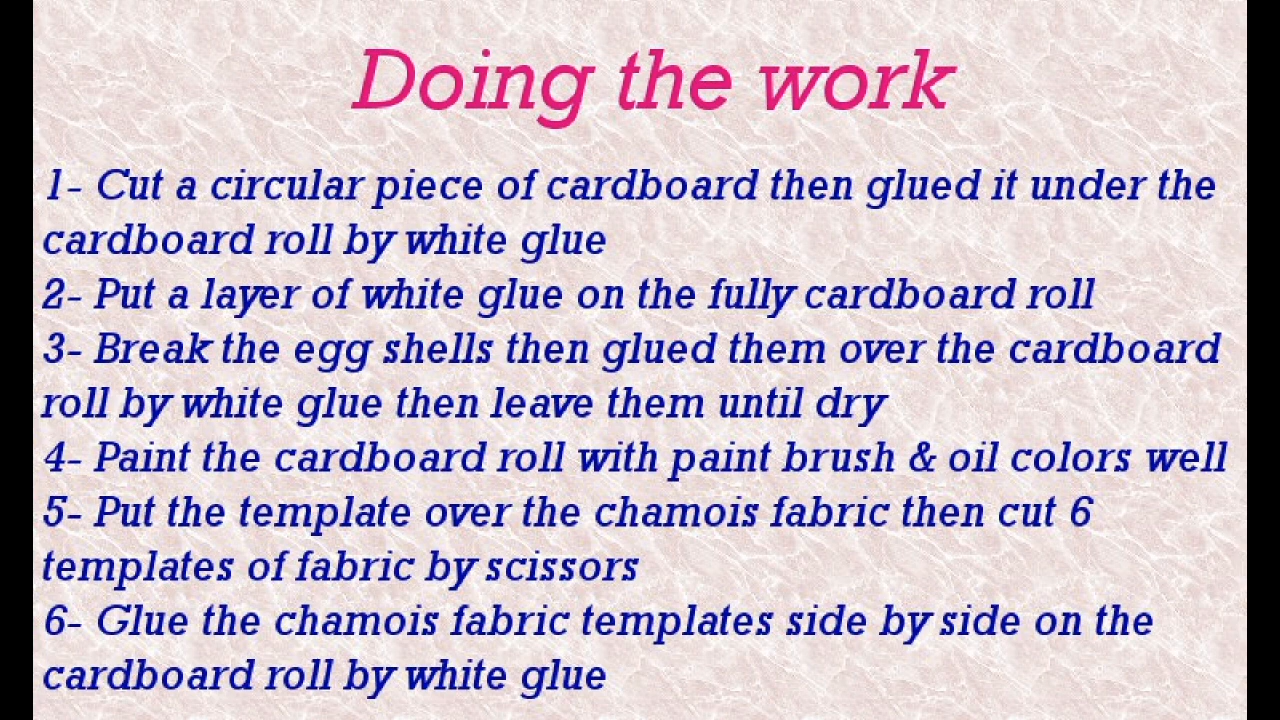 Doing the work
1- Cut a circular piece of cardboard then glued it under the
cardboard roll by white glue
2- Put a layer of white glue on the fully cardboard roll
3- Break the egg shells then glued them over the cardboard
roll by white glue then leave them until dry
4- Paint the cardboard roll with paint brush & oil colors well
5- Put the template over the chamois fabric then cut 6
templates of fabric by scissors
6- Glue the chamois fabric templates side by side on the
cardboard roll by white glue